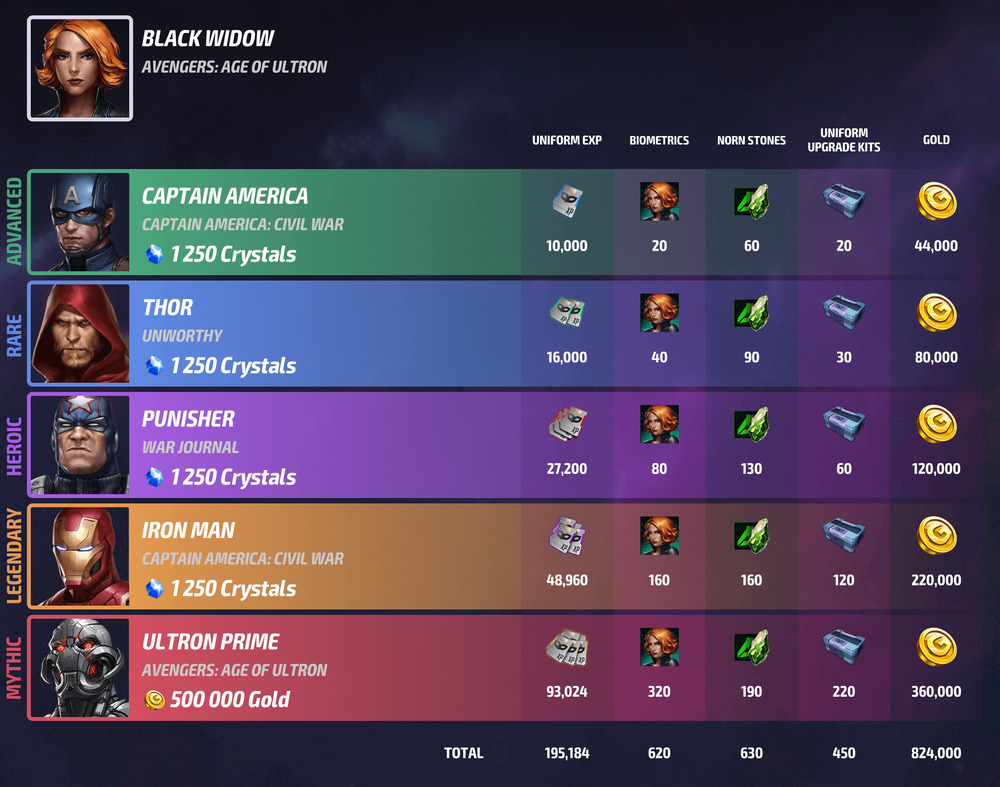 BLACK WIDOW
AVENGERS: AGE OF ULTRON
UNIFORM EXP BIOMETRICS NORN STONES UNIFORM UPGRADE KITS GOLD
ADVANCED
CAPTAIN AMERICA
CAPTAIN AMERICA: CIVIL WAR
1 250 Crystals
10,000 20 60 20 44,000
RARE
THOR
UNWORTHY
1 250 Crystals
16,000 40 90 30 80,000
HEROIC
PUNISHER
WAR JOURNAL
1 250 Crystals
27,200 80 130 60 120,000
LEGENDARY
IRON MAN
CAPTAIN AMERICA: CIVIL WAR
1 250 Crystals
48,960 160 160 120 220,000
MYTHIC
ULTRON PRIME
AVENGERS: AGE OF ULTRON
500 000 Gold
93,024 320 190 220 360,000
TOTAL 195,184 620 630 450 824,000